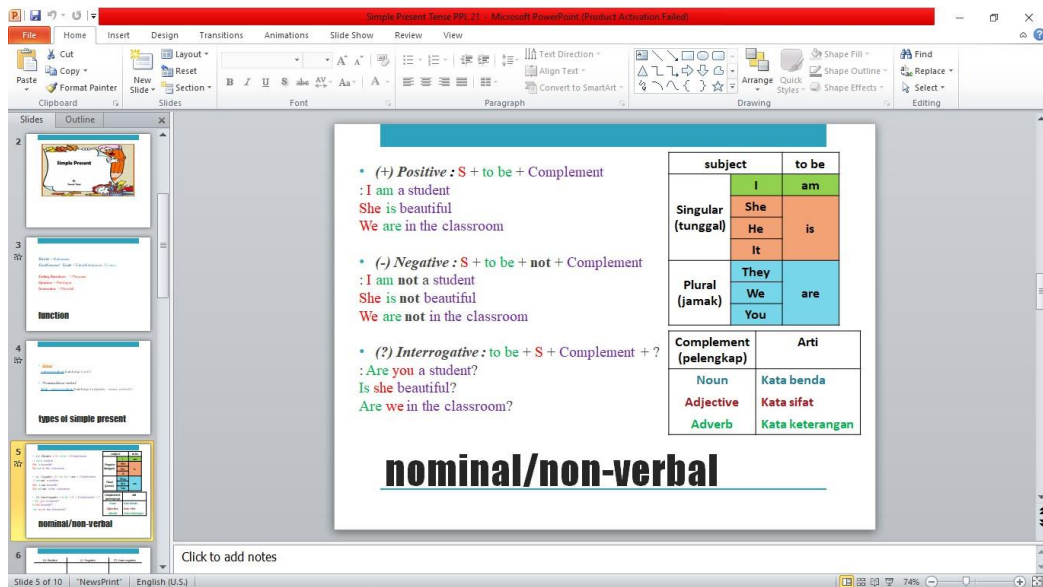 Simple Present Tense PPL 21 - Microsoft PowerPoint (Product Activation Failed)
File Home Insert Design Transitions Animations Slide Show Review View
Paste
Cut
Copy
Format Painter
Clipboard
New Slide
Layout
Reset
Section
Slides
B I U S abc AV Aa A
Font
Text Direction
Align Text
Convert to SmartArt
Paragraph
Arrange
Quick Styles
Shape Fill
Shape Outline
Shape Effects
Drawing
Find
Replace
Select
Editing
Slides Outline
2
Simple Present
3
function
4
types of simple present
5
nominal/non-verbal
6
• (+) Positive : S + to be + Complement
: I am a student
She is beautiful
We are in the classroom
• (-) Negative : S + to be + not + Complement
: I am not a student
She is not beautiful
We are not in the classroom
• (?) Interrogative : to be + S + Complement + ?
: Are you a student?
Is she beautiful?
Are we in the classroom?
subject to be
Singular (tunggal)
I am
She
He is
It
Plural (jamak)
They
We are
You
Complement (pelengkap) Arti
Noun Kata benda
Adjective Kata sifat
Adverb Kata keterangan
nominal/non-verbal
Click to add notes
Slide 5 of 10 "NewsPrint" English (U.S.) 74%